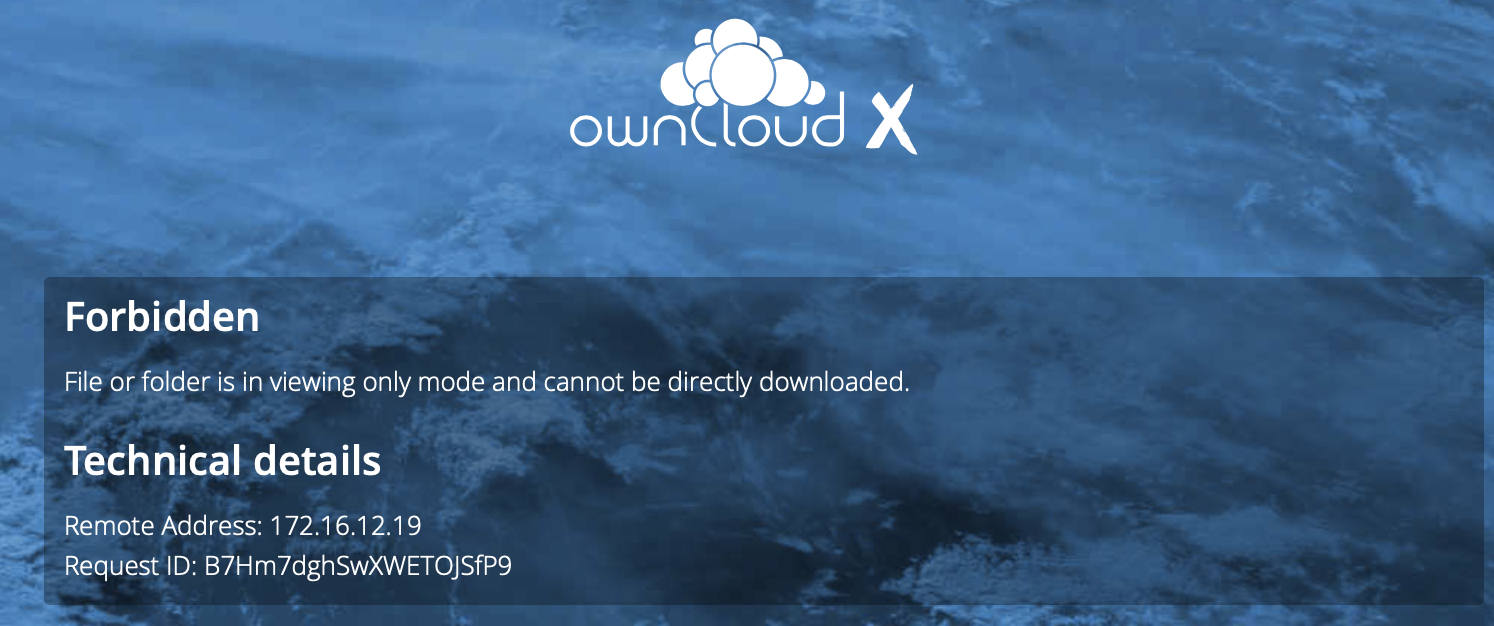 ownCloud X
Forbidden
File or folder is in viewing only mode and cannot be directly downloaded.
Technical details
Remote Address: 172.16.12.19
Request ID: B7Hm7dghSwXWETOJSfP9